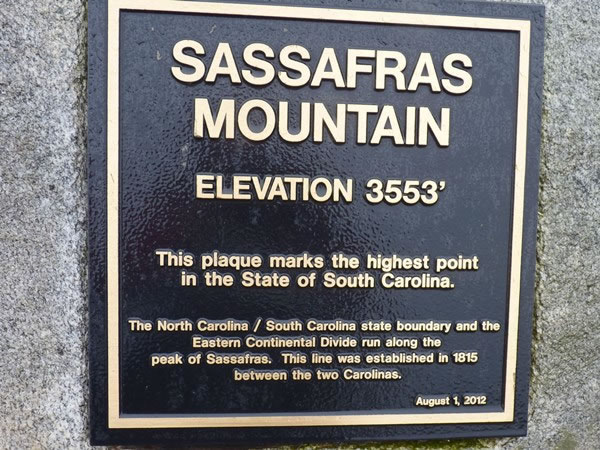 SASSAFRAS
MOUNTAIN
ELEVATION 3553'
This plaque marks the highest point
in the State of South Carolina.
The North Carolina / South Carolina state boundary and the
Eastern Continental Divide run along the
peak of Sassafras. This line was established in 1815
between the two Carolinas.
August 1, 2012